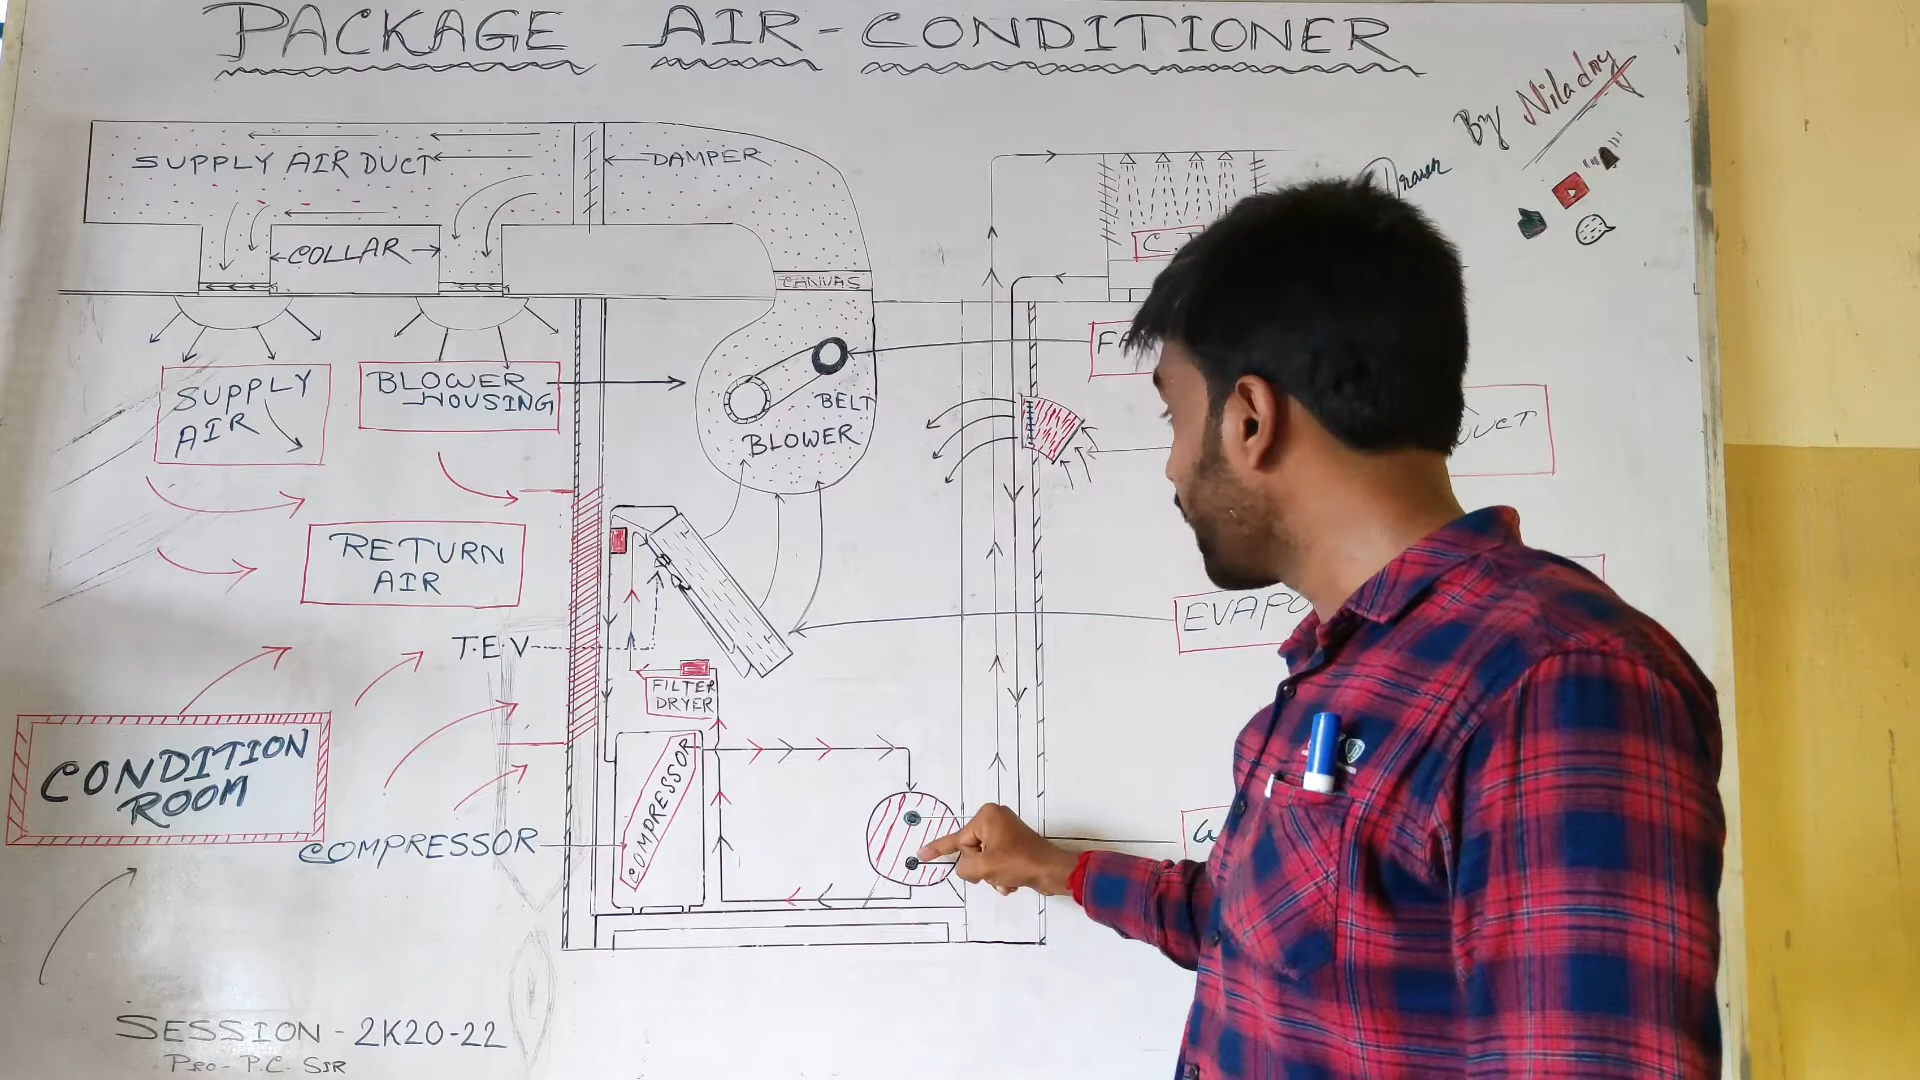 PACKAGE AIR-CONDITIONER
By Niladry
SUPPLY AIR DUCT
DAMPER
COLLAR
CANVAS
SUPPLY
AIR
BLOWER
HOUSING
BELT
BLOWER
RETURN
AIR
T.E.V
FILTER
DRYER
CONDITION
ROOM
COMPRESSOR
COMPRESSOR
SESSION - 2K20-22
PRO- P.C. SIR